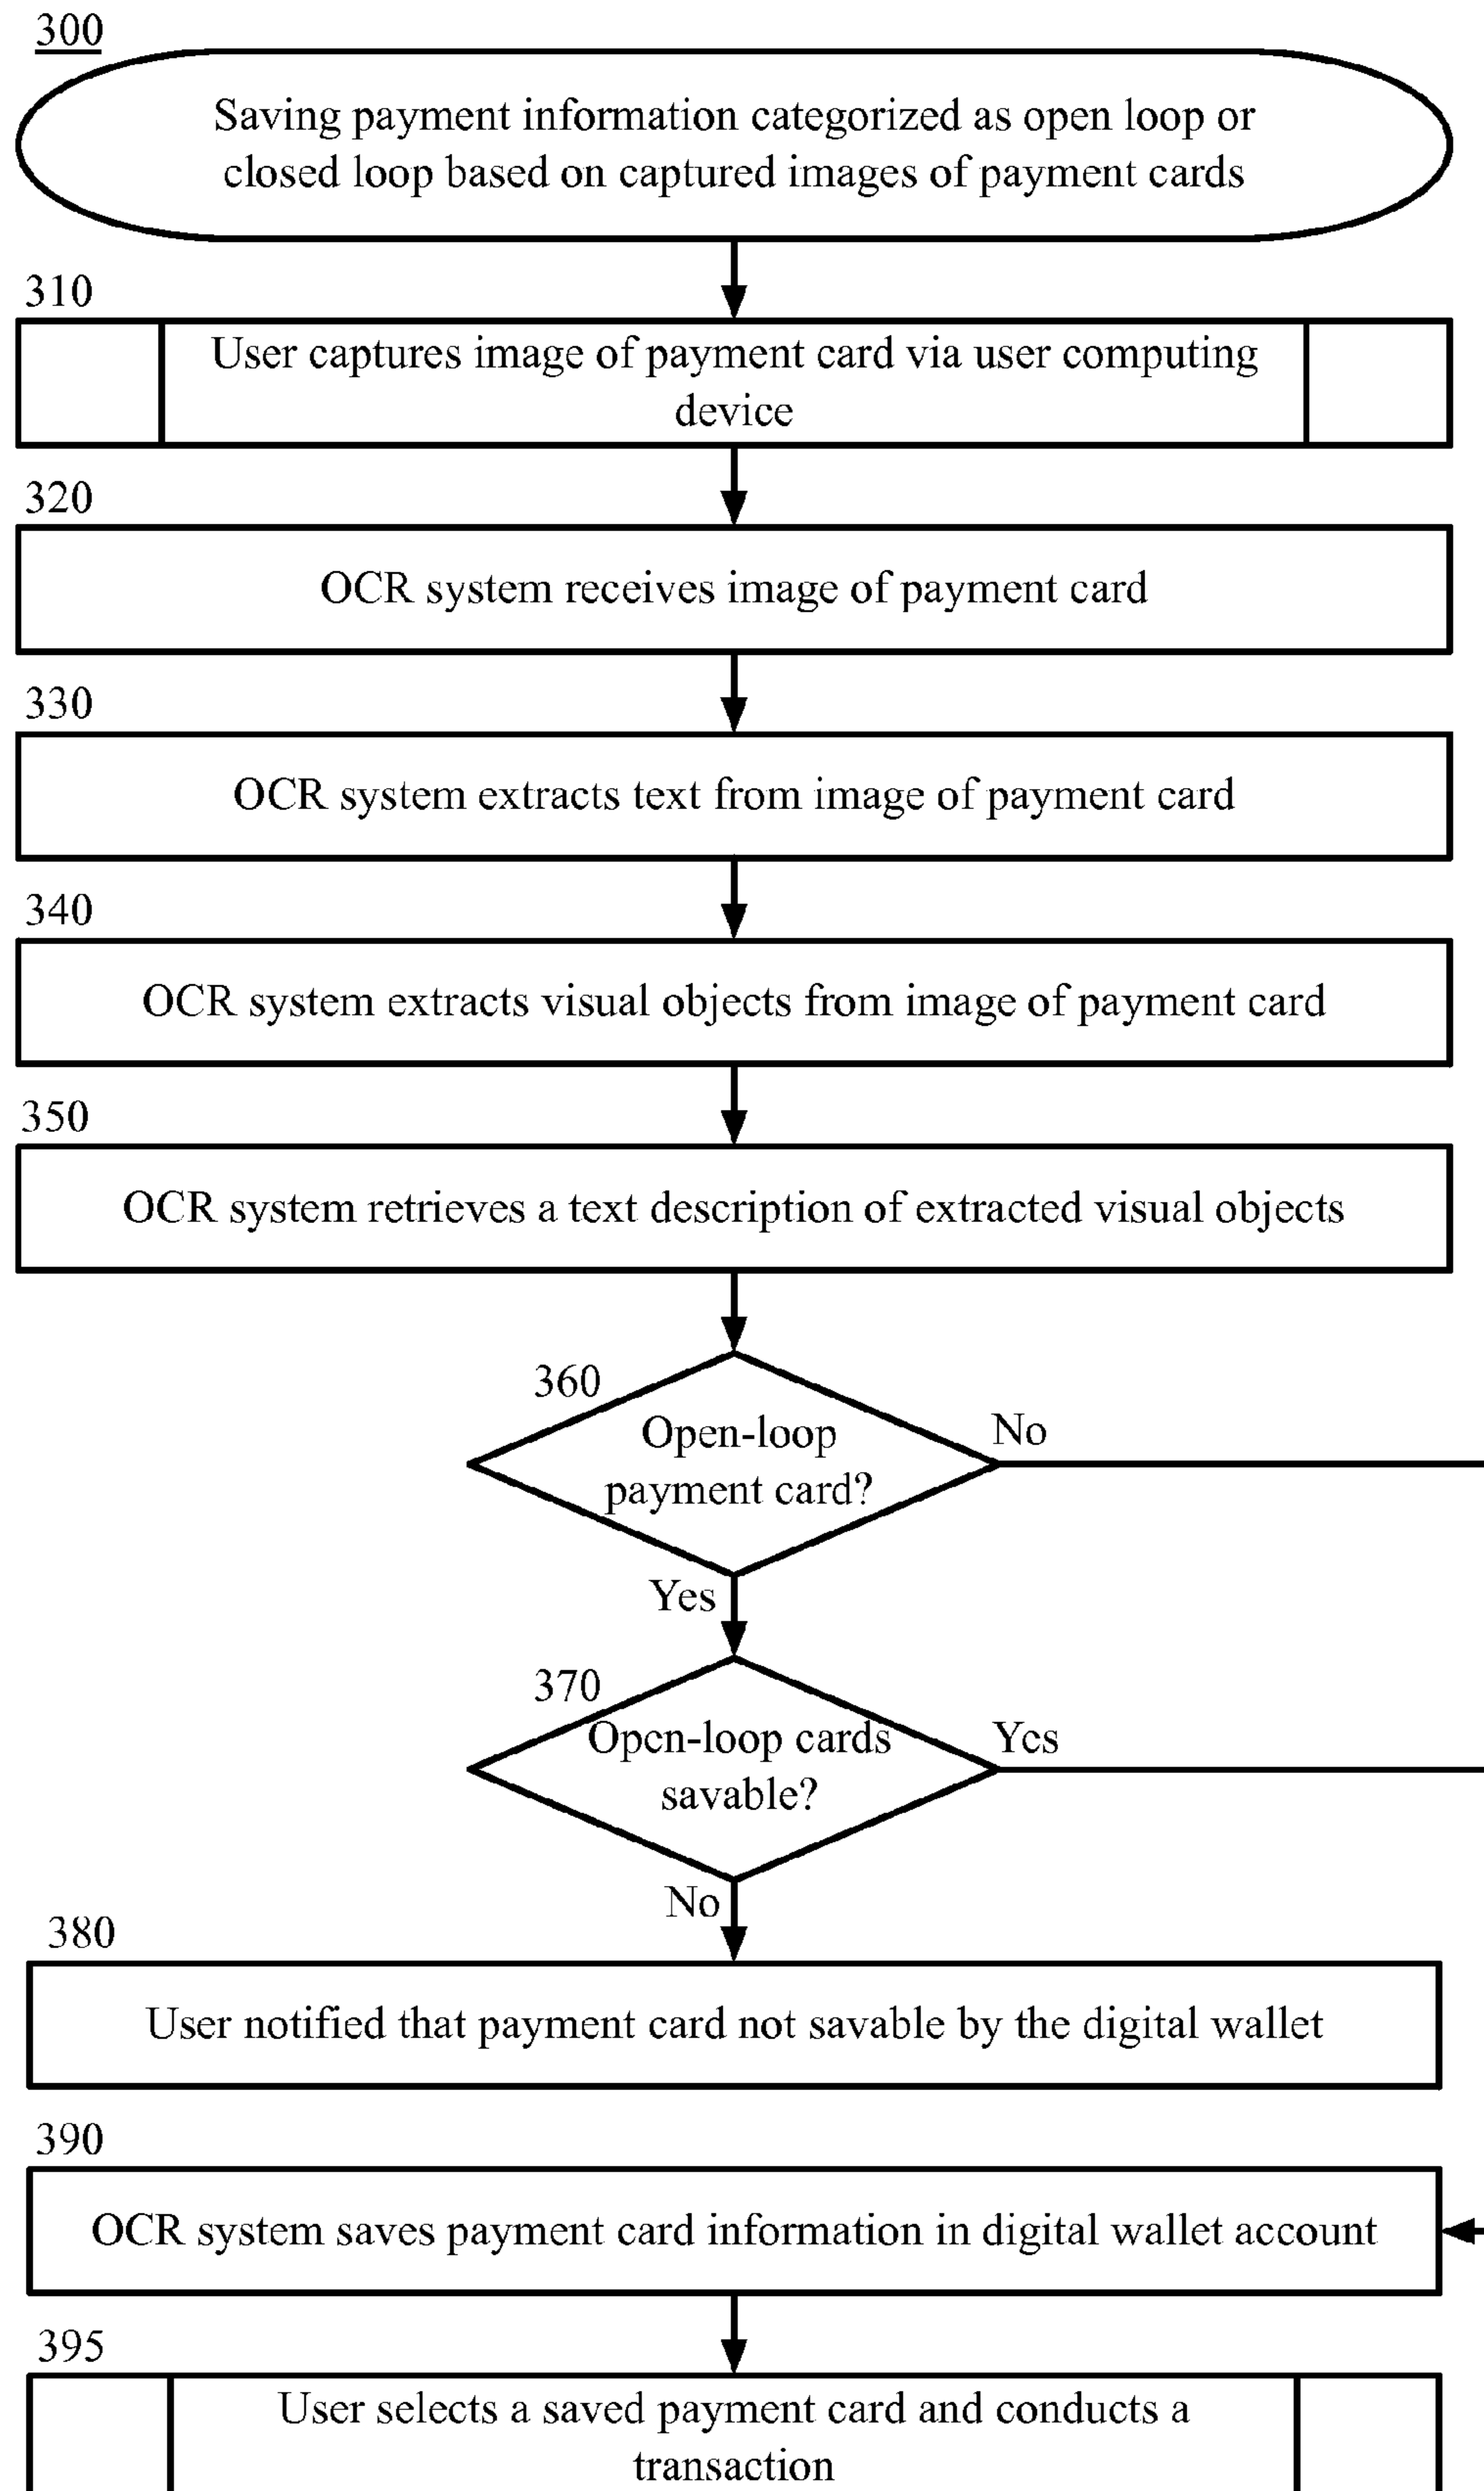 300
Saving payment information categorized as open loop or
closed loop based on captured images of payment cards
310
User captures image of payment card via user computing
device
320
OCR system receives image of payment card
330
OCR system extracts text from image of payment card
340
OCR system extracts visual objects from image of payment card
350
OCR system retrieves a text description of extracted visual objects
360
Open-loop
payment card?
No
Yes
370
Open-loop cards
savable?
Yes
No
380
User notified that payment card not savable by the digital wallet
390
OCR system saves payment card information in digital wallet account
395
User selects a saved payment card and conducts a
transaction